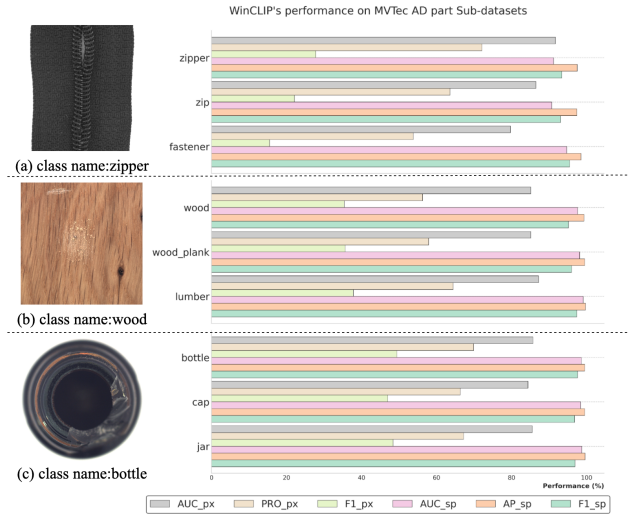 WinCLIP's performance on MVTec AD part Sub-datasets
zipper
zip
fastener
(a) class name:zipper
wood
wood_plank
lumber
(b) class name:wood
bottle
cap
jar
(c) class name:bottle
0 20 40 60 80 100
Performance (%)
AUC_px PRO_px F1_px AUC_sp AP_sp F1_sp